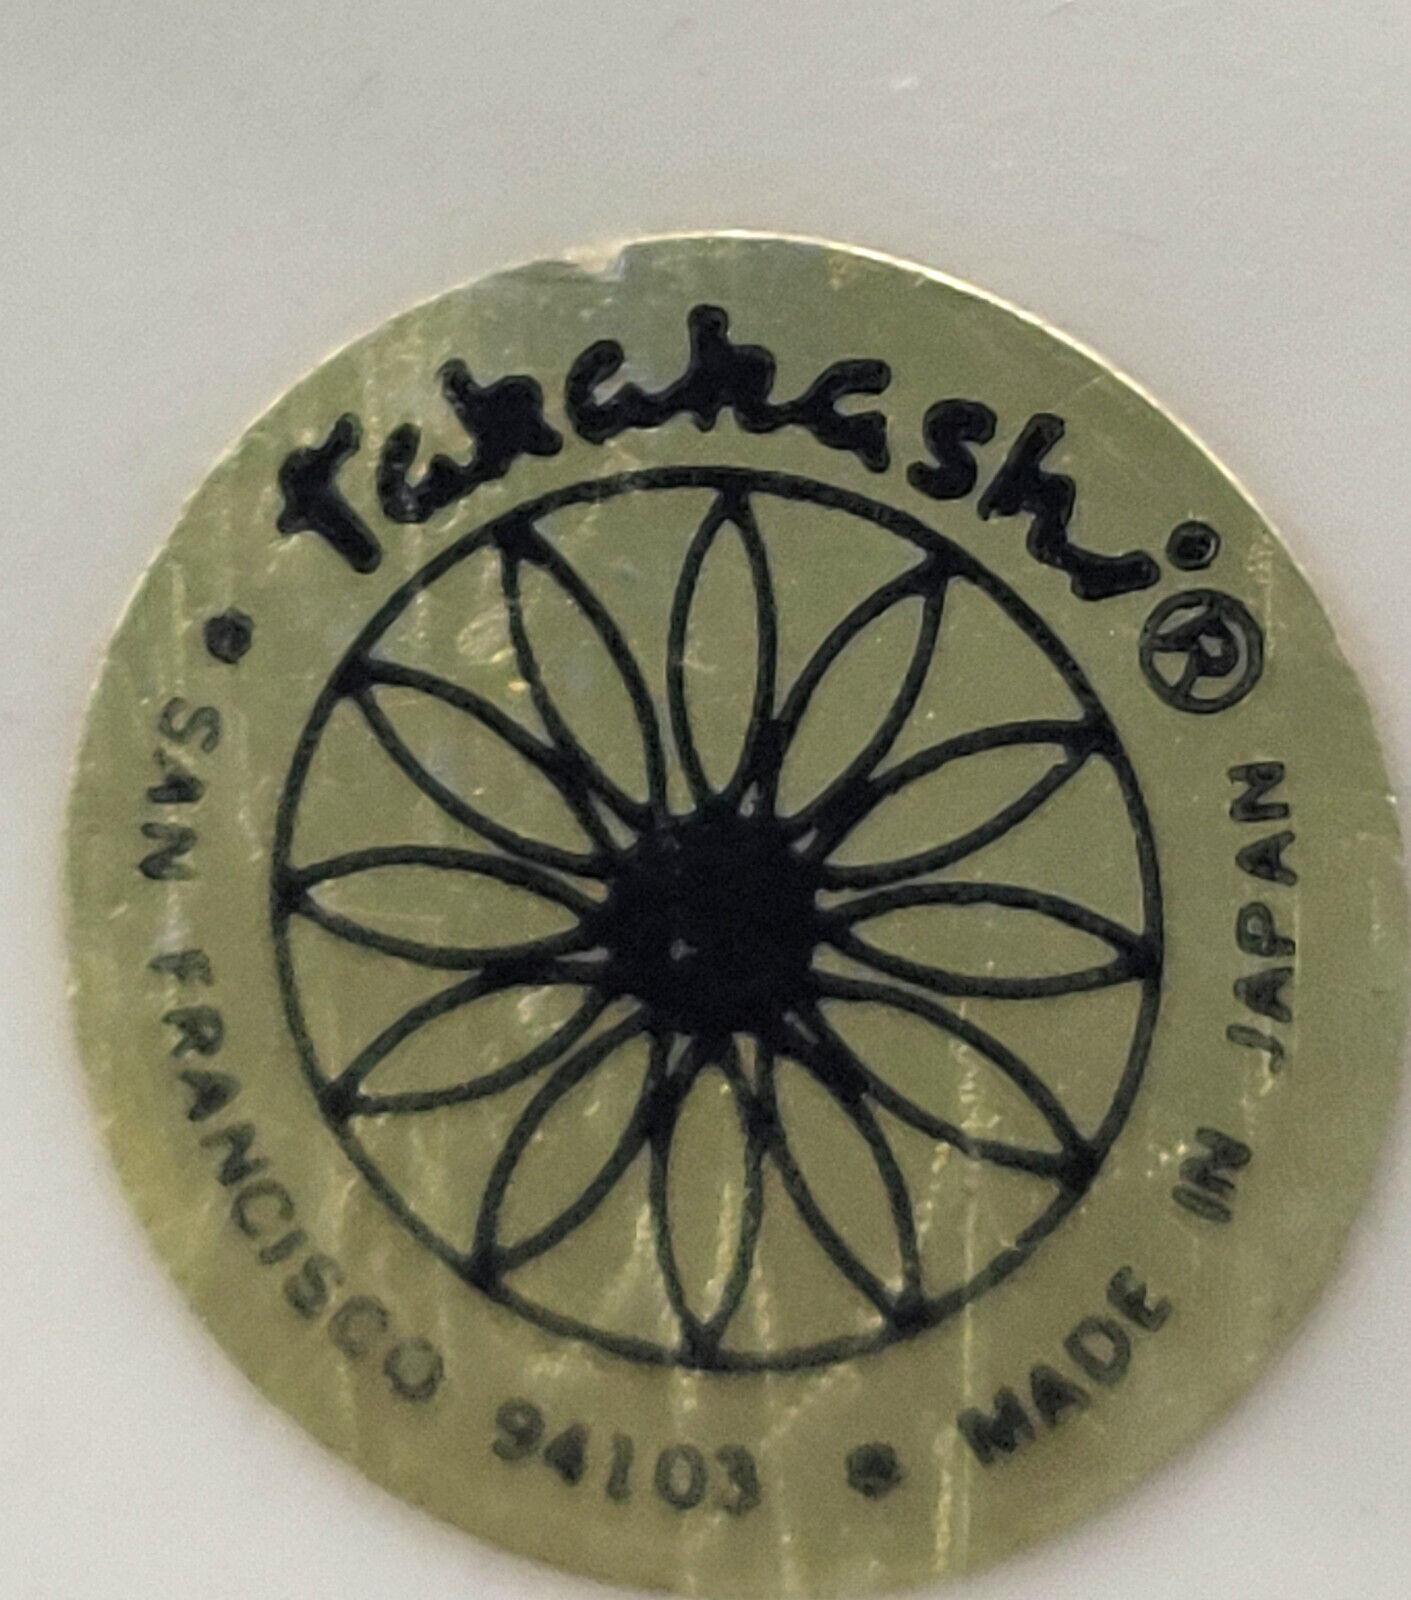 Takahashi ®
• SAN FRANCISCO 94103 • MADE IN JAPAN